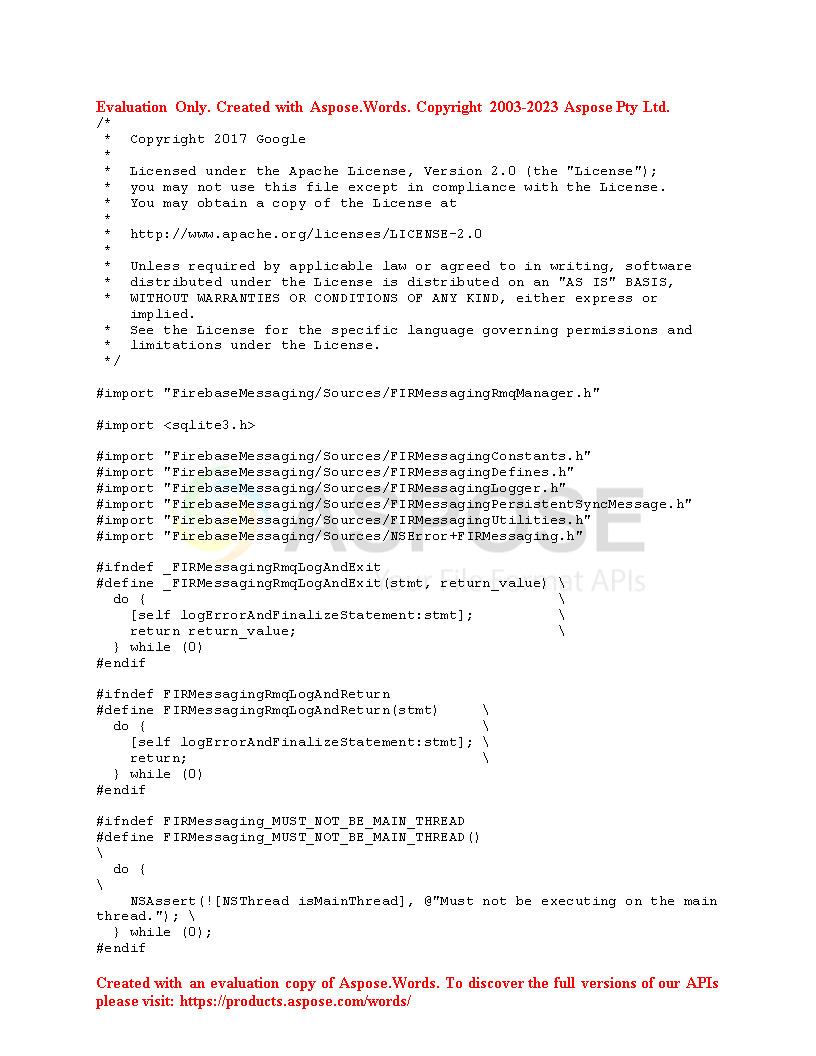 Evaluation Only. Created with Aspose.Words. Copyright 2003-2023 Aspose Pty Ltd.
/*
 *  Copyright 2017 Google
 *
 *  Licensed under the Apache License, Version 2.0 (the "License");
 *  you may not use this file except in compliance with the License.
 *  You may obtain a copy of the License at
 *
 *  http://www.apache.org/licenses/LICENSE-2.0
 *
 *  Unless required by applicable law or agreed to in writing, software
 *  distributed under the License is distributed on an "AS IS" BASIS,
 *  WITHOUT WARRANTIES OR CONDITIONS OF ANY KIND, either express or
    implied.
 *  See the License for the specific language governing permissions and
 *  limitations under the License.
 */

#import "FirebaseMessaging/Sources/FIRMessagingRmqManager.h"

#import <sqlite3.h>

#import "FirebaseMessaging/Sources/FIRMessagingConstants.h"
#import "FirebaseMessaging/Sources/FIRMessagingDefines.h"
#import "FirebaseMessaging/Sources/FIRMessagingLogger.h"
#import "FirebaseMessaging/Sources/FIRMessagingPersistentSyncMessage.h"
#import "FirebaseMessaging/Sources/FIRMessagingUtilities.h"
#import "FirebaseMessaging/Sources/NSError+FIRMessaging.h"
ASPOSE
Your File Format APIs

#ifndef _FIRMessagingRmqLogAndExit
#define _FIRMessagingRmqLogAndExit(stmt, return_value) \
  do {                                                 \
    [self logErrorAndFinalizeStatement:stmt];          \
    return return_value;                               \
  } while (0)
#endif

#ifndef FIRMessagingRmqLogAndReturn
#define FIRMessagingRmqLogAndReturn(stmt)     \
  do {                                        \
    [self logErrorAndFinalizeStatement:stmt]; \
    return;                                   \
  } while (0)
#endif

#ifndef FIRMessaging_MUST_NOT_BE_MAIN_THREAD
#define FIRMessaging_MUST_NOT_BE_MAIN_THREAD()
\
  do {
\
    NSAssert(![NSThread isMainThread], @"Must not be executing on the main
thread."); \
  } while (0);
#endif

Created with an evaluation copy of Aspose.Words. To discover the full versions of our APIs
please visit: https://products.aspose.com/words/